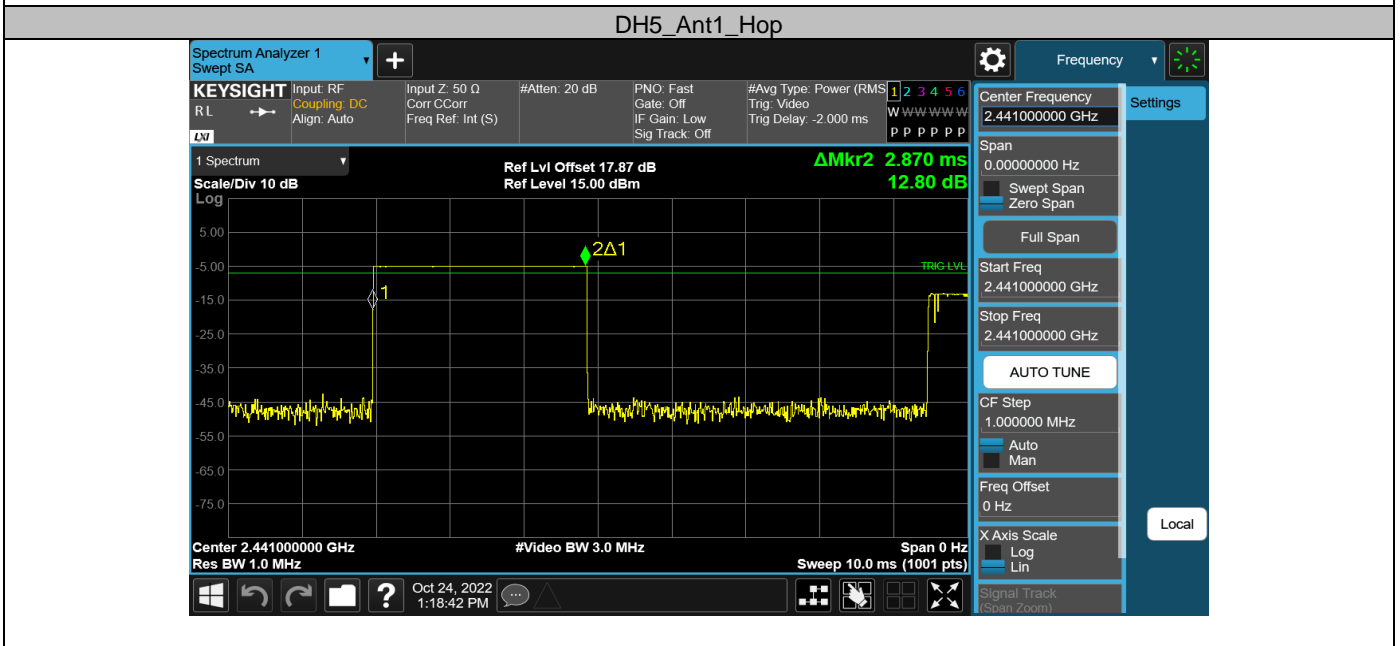 DH5_Ant1_Hop
Spectrum Analyzer 1
Swept SA
Frequency
KEYSIGHT
RL
LXI
Input: RF
Coupling: DC
Align: Auto
Input Z: 50 Ω
Corr CCorr
Freq Ref: Int (S)
#Atten: 20 dB
PNO: Fast
Gate: Off
IF Gain: Low
Sig Track: Off
#Avg Type: Power (RMS
Trig: Video
Trig Delay: -2.000 ms
1 2 3 4 5 6
W W W W W W
P P P P P P
1 Spectrum
Scale/Div 10 dB
Log
Ref Lvl Offset 17.87 dB
Ref Level 15.00 dBm
ΔMkr2 2.870 ms
12.80 dB
5.00
-5.00
-15.0
-25.0
-35.0
-45.0
-55.0
-65.0
-75.0
2Δ1
1
TRIG LVL
Center 2.441000000 GHz
Res BW 1.0 MHz
#Video BW 3.0 MHz
Span 0 Hz
Sweep 10.0 ms (1001 pts)
Center Frequency
2.441000000 GHz
Settings
Span
0.00000000 Hz
Swept Span
Zero Span
Full Span
Start Freq
2.441000000 GHz
Stop Freq
2.441000000 GHz
AUTO TUNE
CF Step
1.000000 MHz
Auto
Man
Freq Offset
0 Hz
X Axis Scale
Log
Lin
Signal Track
(Span Zoom)
Local
?
Oct 24, 2022
1:18:42 PM